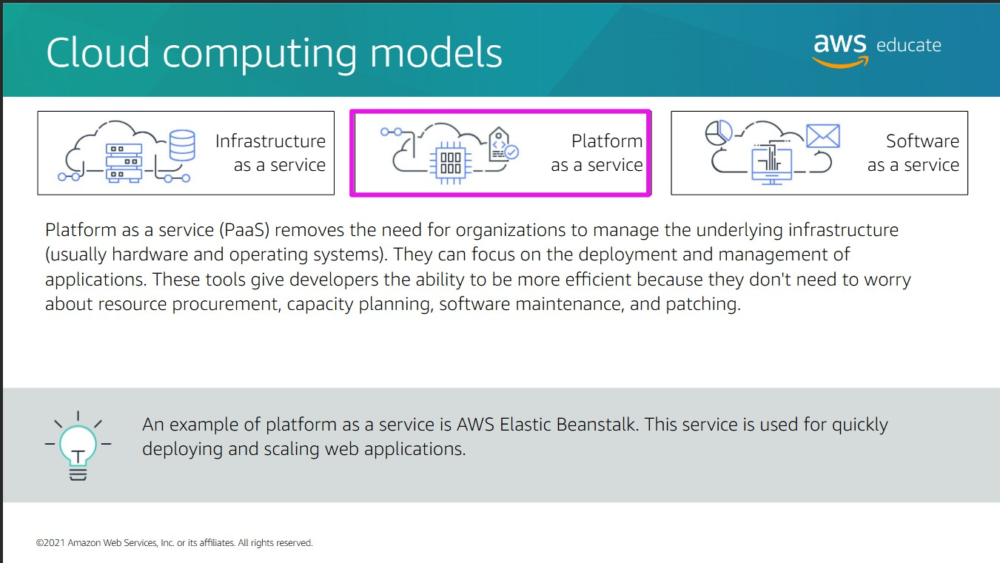 Cloud computing models
aws educate
Infrastructure
as a service
Platform
as a service
Software
as a service
Platform as a service (PaaS) removes the need for organizations to manage the underlying infrastructure
(usually hardware and operating systems). They can focus on the deployment and management of
applications. These tools give developers the ability to be more efficient because they don't need to worry
about resource procurement, capacity planning, software maintenance, and patching.
An example of platform as a service is AWS Elastic Beanstalk. This service is used for quickly
deploying and scaling web applications.
©2021 Amazon Web Services, Inc. or its affiliates. All rights reserved.